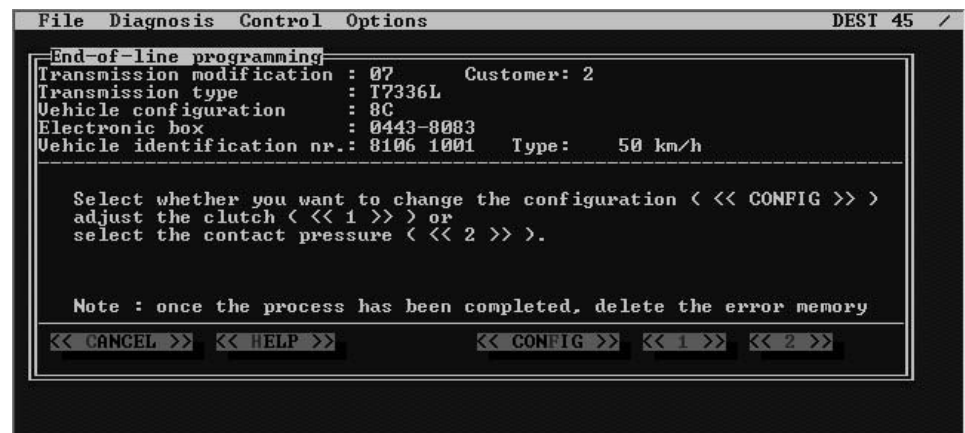 File Diagnosis Control Options DEST 45 /
End-of-line programming
Transmission modification : 07 Customer: 2
Transmission type : T7336L
Vehicle configuration : 8C
Electronic box : 0443-8083
Vehicle identification nr.: 8106 1001 Type: 50 km/h
Select whether you want to change the configuration ( << CONFIG >> )
adjust the clutch ( << 1 >> ) or
select the contact pressure ( << 2 >> ).
Note : once the process has been completed, delete the error memory
<< CANCEL >> << HELP >> << CONFIG >> << 1 >> << 2 >>